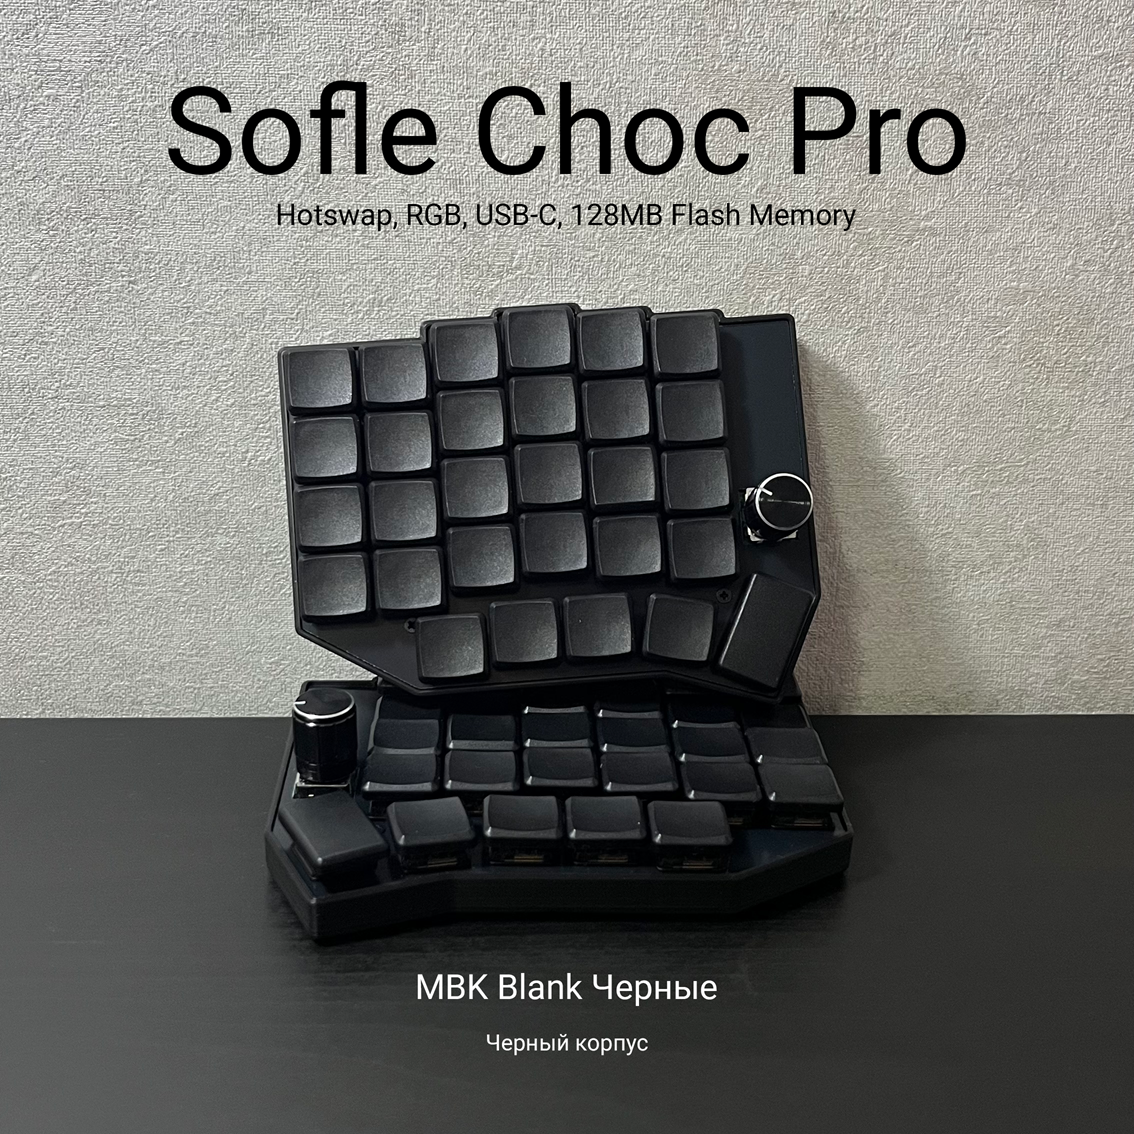 Sofle Choc Pro
Hotswap, RGB, USB-C, 128MB Flash Memory
MBK Blank Черные
Черный корпус